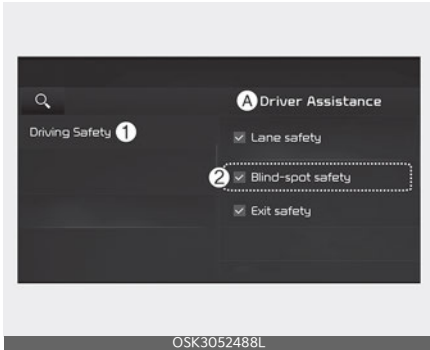 A Driver Assistance
Driving Safety 1
Lane safety
2 Blind-spot safety
Exit safety
OSK3052488L